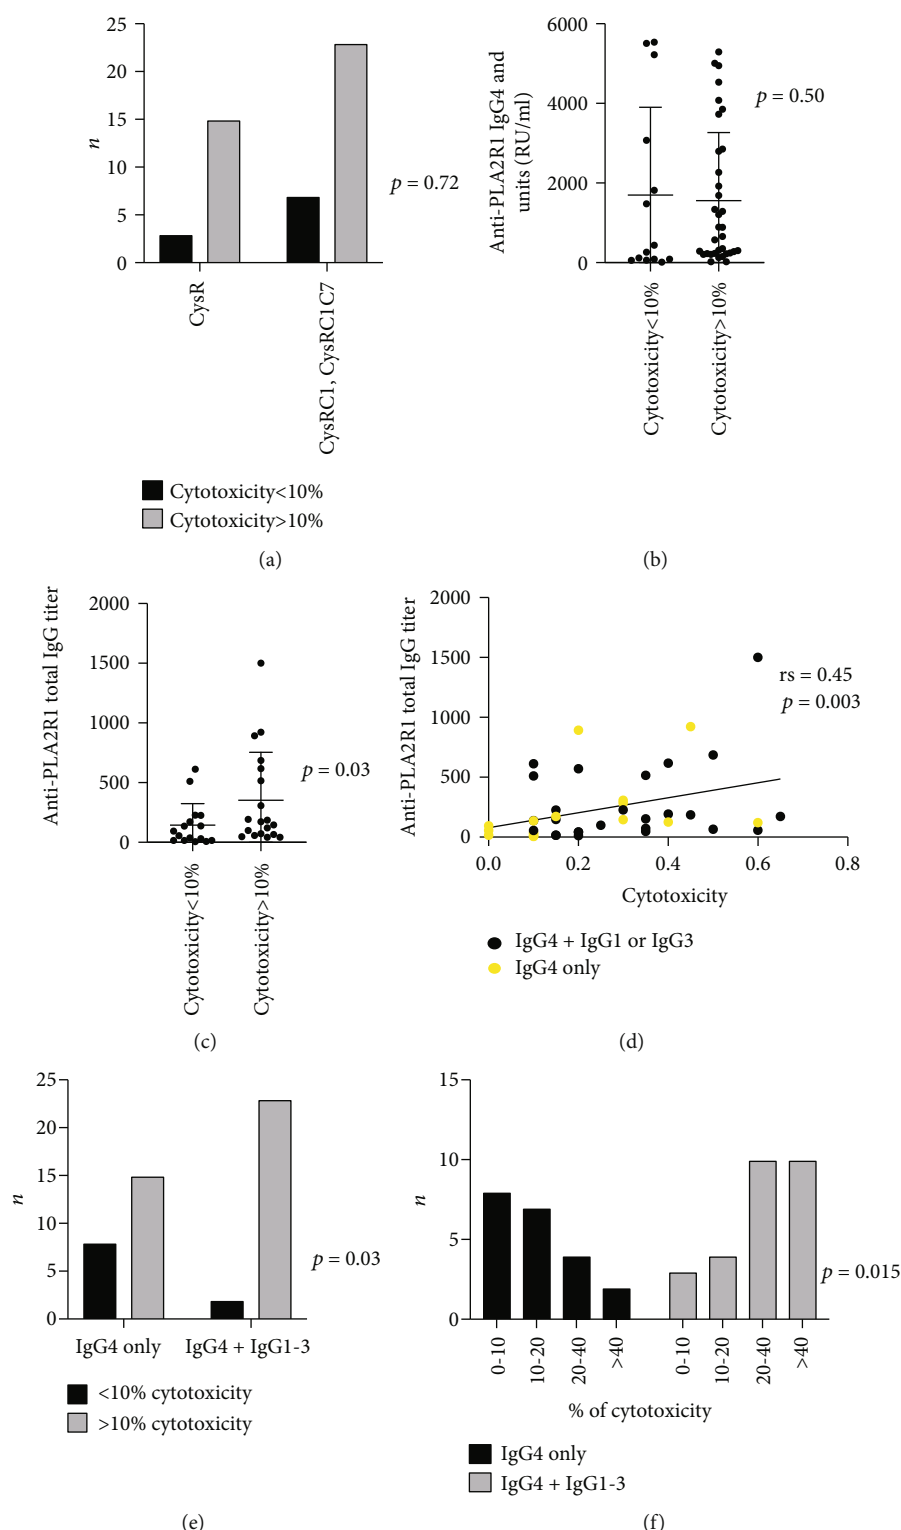 25
20
15
10
5
0
n
p = 0.72
CysR
CysRC1, CysRC1C7
Cytotoxicity<10%
Cytotoxicity>10%
(a)
Anti-PLA2R1 IgG4 and
units (RU/ml)
6000
4000
2000
0
p = 0.50
Cytotoxicity<10%
Cytotoxicity>10%
(b)
Anti-PLA2R1 total IgG titer
2000
1500
1000
500
0
p = 0.03
Cytotoxicity<10%
Cytotoxicity>10%
(c)
Anti-PLA2R1 total IgG titer
2000
1500
1000
500
0
rs = 0.45
p = 0.003
0.0 0.2 0.4 0.6 0.8
Cytotoxicity
IgG4 + IgG1 or IgG3
IgG4 only
(d)
25
20
15
10
5
0
n
p = 0.03
IgG4 only IgG4 + IgG1-3
<10% cytotoxicity
>10% cytotoxicity
(e)
15
10
5
0
n
p = 0.015
0-10 10-20 20-40 >40 0-10 10-20 20-40 >40
% of cytotoxicity
IgG4 only
IgG4 + IgG1-3
(f)